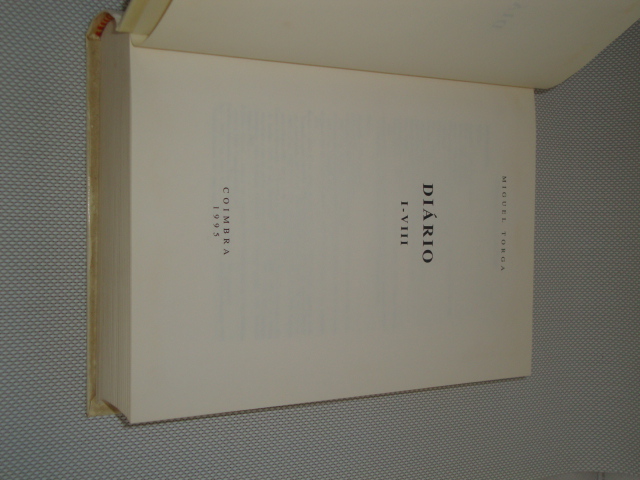 MIGUEL TORGA
DIÁRIO
I-VIII
COIMBRA
1995